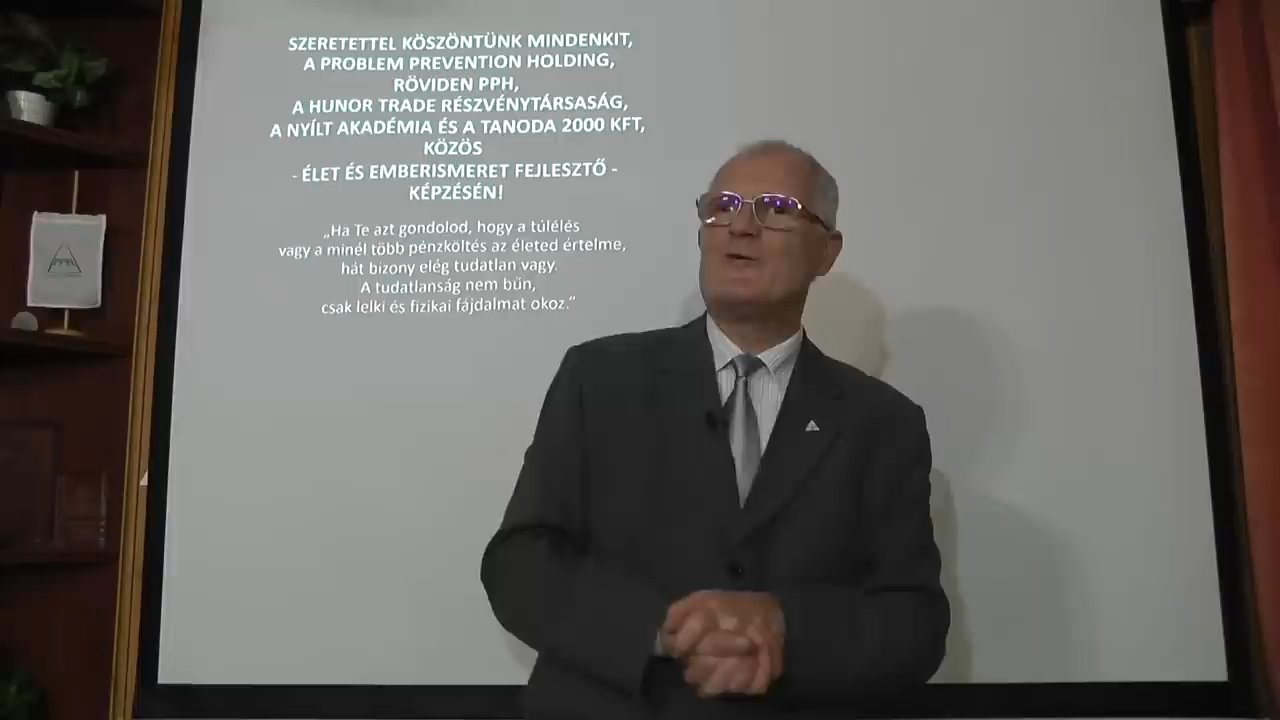 SZERETETTEL KÖSZÖNTÜNK MINDENKIT,
A PROBLEM PREVENTION HOLDING,
RÖVIDEN PPH,
A HUNOR TRADE RÉSZVÉNYTÁRSASÁG,
A NYÍLT AKADÉMIA ÉS A TANODA 2000 KFT,
KÖZÖS
- ÉLET ÉS EMBERISMERET FEJLESZTŐ -
KÉPZÉSÉN!
„Ha Te azt gondolod, hogy a túlélés
vagy a minél több pénzköltés az életed értelme,
hát bizony elég tudatlan vagy.
A tudatlanság nem bűn,
csak lelki és fizikai fájdalmat okoz.”
PPH